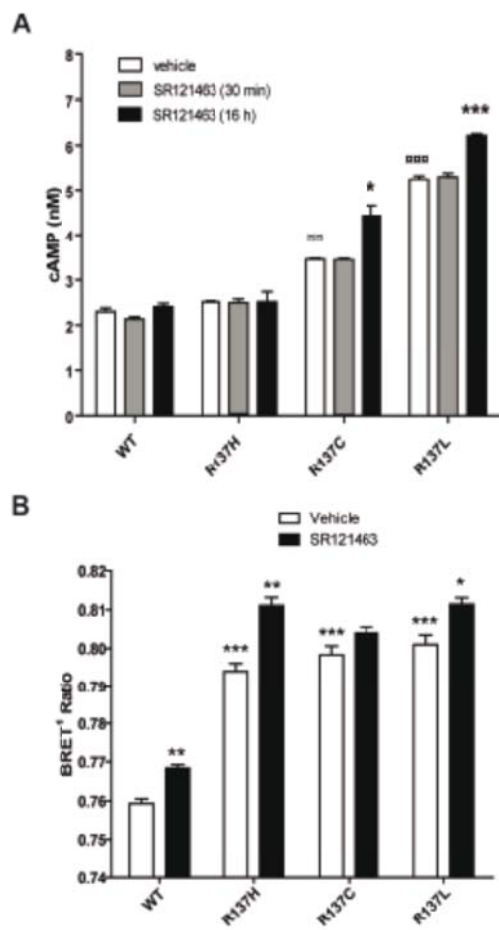 A
vehicle
SR121463 (30 min)
SR121463 (16 h)
cAMP (nM)
8
7
6
5
4
3
2
1
0
***
¤¤¤
*
¤¤
WT
R137H
R137C
R137L
B
Vehicle
SR121463
BRET⁻¹ Ratio
0.82
0.81
0.80
0.79
0.78
0.77
0.76
0.75
0.74
**
***
**
***
***
*
WT
R137H
R137C
R137L